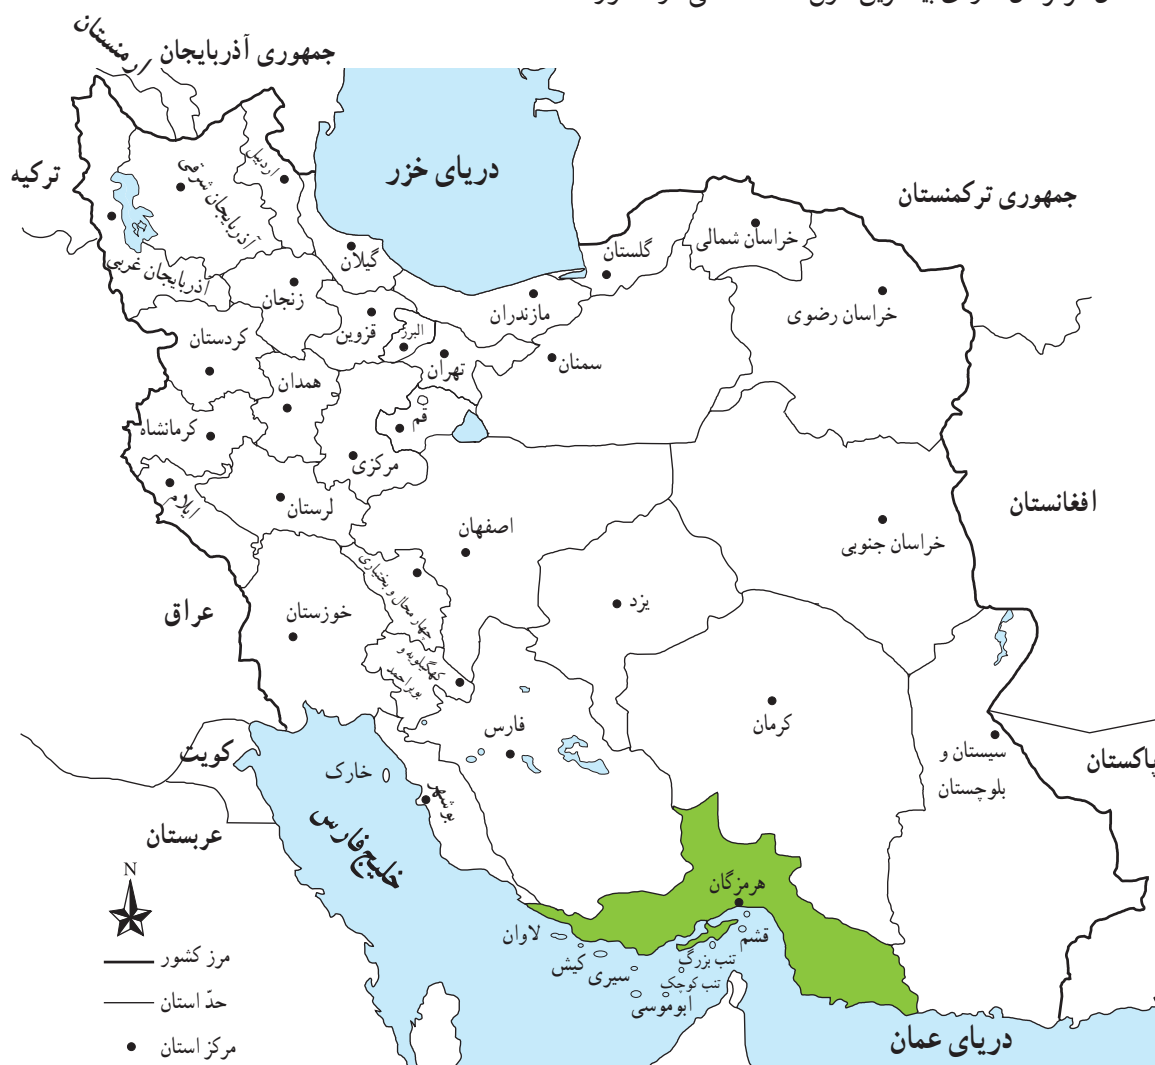 ارمنستان
جمهوری آذربایجان
ترکیه
دریای خزر
جمهوری ترکمنستان
اردبیل
آذربایجان شرقی
آذربایجان غربی
گیلان
گلستان
خراسان شمالی
زنجان
مازندران
خراسان رضوی
کردستان
قزوین
البرز
تهران
سمنان
همدان
کرمانشاه
قم
مرکزی
ایلام
لرستان
اصفهان
خراسان جنوبی
افغانستان
عراق
خوزستان
چهارمحال و بختیاری
یزد
کهگیلویه و
بویراحمد
فارس
کرمان
سیستان و
بلوچستان
پاکستان
کویت
خارک
بوشهر
عربستان
خلیج فارس
هرمزگان
N
لاوان
قشم
کیش
سیری
تنب بزرگ
تنب کوچک
ابوموسی
دریای عمان
مرز کشور
حدّ استان
مرکز استان